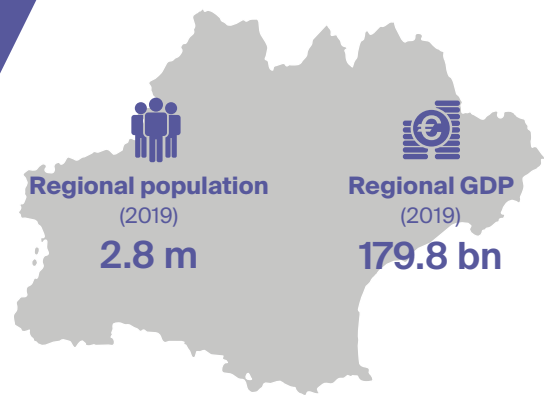 Regional population
(2019)
2.8 m
Regional GDP
(2019)
179.8 bn